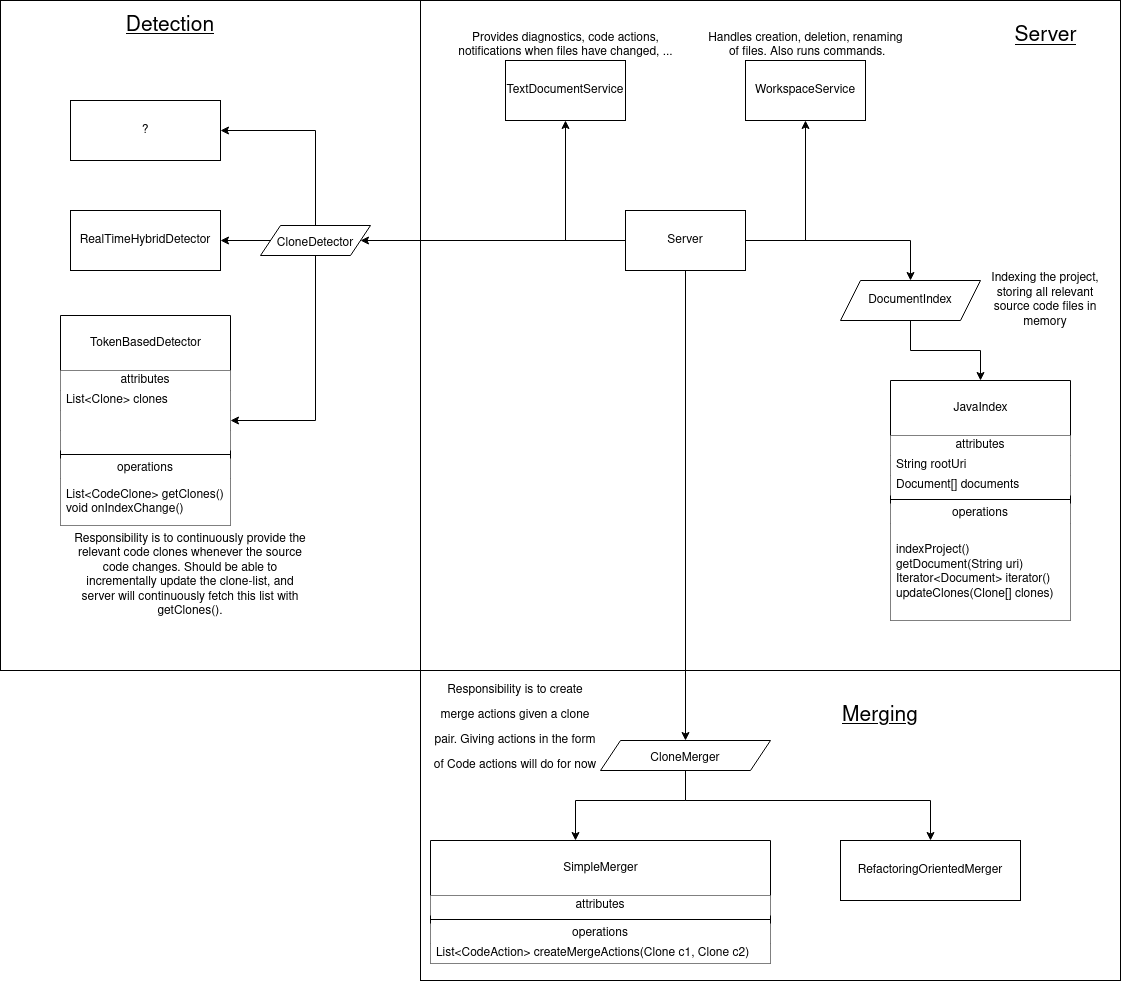 Detection
?
RealTimeHybridDetector
CloneDetector
TokenBasedDetector
attributes
List<Clone> clones
operations
List<CodeClone> getClones()
void onIndexChange()
Responsibility is to continuously provide the
relevant code clones whenever the source
code changes. Should be able to
incrementally update the clone-list, and
server will continuously fetch this list with
getClones().
Server
Provides diagnostics, code actions,
notifications when files have changed, ...
TextDocumentService
Handles creation, deletion, renaming
of files. Also runs commands.
WorkspaceService
Server
DocumentIndex
Indexing the project,
storing all relevant
source code files in
memory
JavaIndex
attributes
String rootUri
Document[] documents
operations
indexProject()
getDocument(String uri)
Iterator<Document> iterator()
updateClones(Clone[] clones)
Merging
Responsibility is to create
merge actions given a clone
pair. Giving actions in the form
of Code actions will do for now
CloneMerger
SimpleMerger
attributes
operations
List<CodeAction> createMergeActions(Clone c1, Clone c2)
RefactoringOrientedMerger